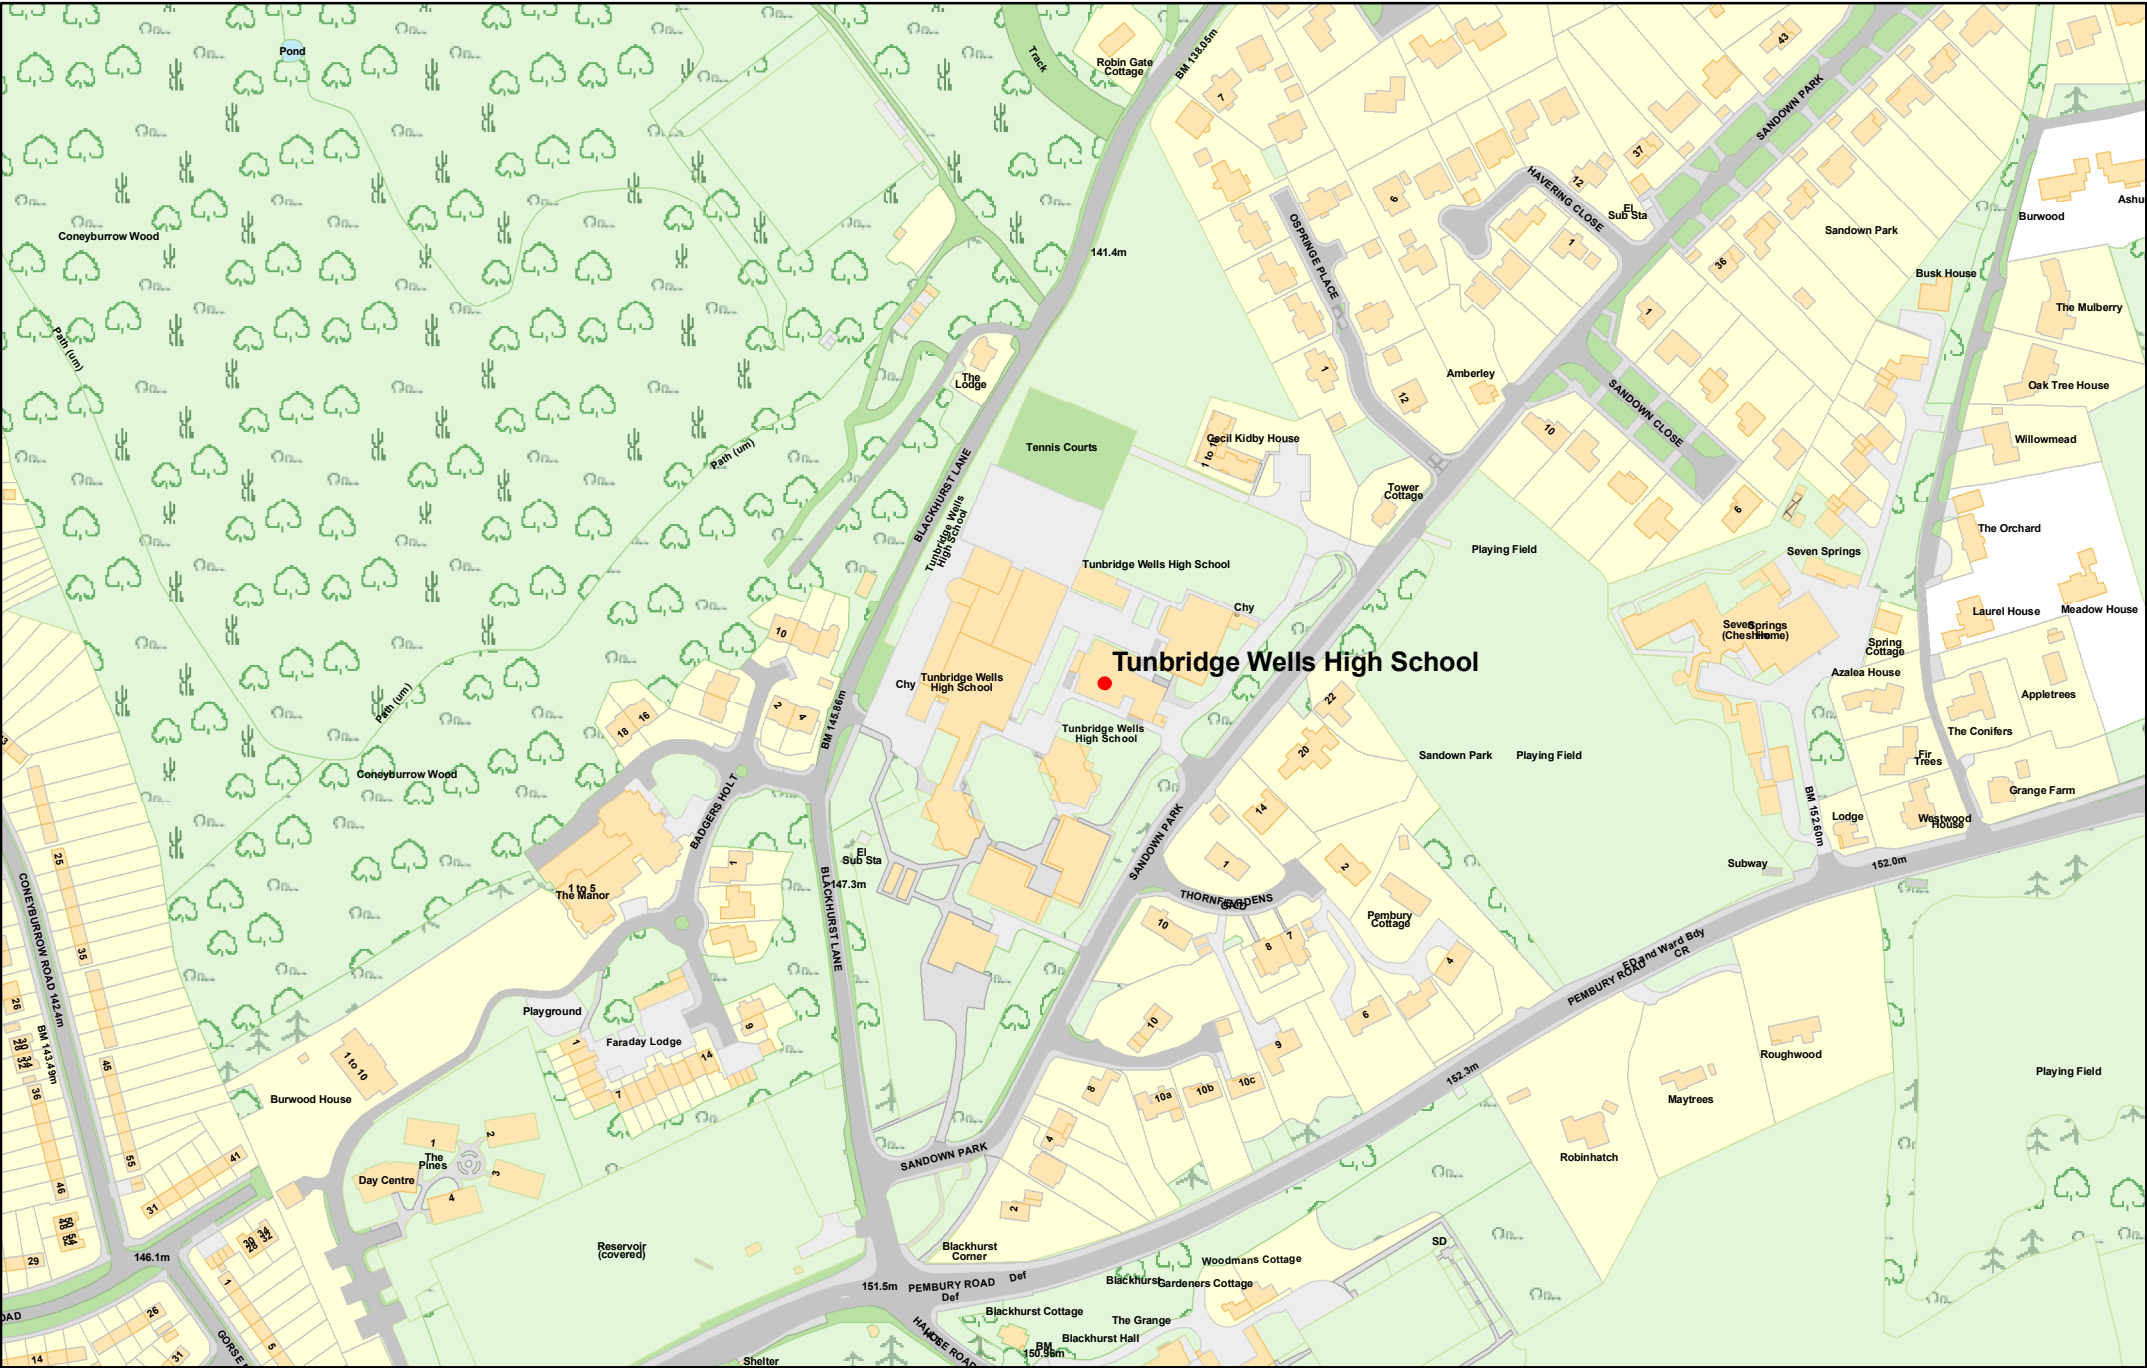 Pond
Track
Robin Gate
Cottage
BM 138.05m
7
43
SANDOWN PARK
37
12
HAVERING CLOSE
El
Sub Sta
6
1
OSPRINGE PLACE
Burwood
Ashu
Coneyburrow Wood
141.4m
Sandown Park
36
Busk House
The Mulberry
1
Path (um)
The
Lodge
1
12
Amberley
SANDOWN CLOSE
Oak Tree House
Tennis Courts
Cecil Kidby House
10
Willowmead
Path (um)
BLACKHURST LANE
Tunbridge Wells
High School
Tower
Cottage
6
The Orchard
Playing Field
Seven Springs
Tunbridge Wells High School
Chy
Laurel House
Meadow House
10
Seven Springs
(Cheshire Home)
Spring
Cottage
Azalea House
Tunbridge Wells High School
Chy
Tunbridge Wells
High School
Appletrees
Path (um)
18
16
2
4
BM 145.86m
22
Tunbridge Wells
High School
The Conifers
20
Sandown Park
Playing Field
Fir
Trees
Coneyburrow Wood
BADGERS HOLT
SANDOWN PARK
14
BM 152.60m
Grange Farm
Lodge
Westwood
House
25
1
El
Sub Sta
147.3m
1
2
Subway
152.0m
1 to 5
The Manor
CONEYBURROW ROAD
142.4m
BLACKHURST LANE
THORNFIELD
GARDENS
10
Pembury
Cottage
35
8
7
ED and Ward Bdy
CR
4
PEMBURY ROAD
26
Playground
9
10
6
BM 143.49m
Faraday Lodge
1
14
9
Roughwood
1 to 10
45
36
7
8
10a
10b
10c
152.3m
Playing Field
Burwood House
Maytrees
1
2
The
Pines
4
Robinhatch
41
55
3
SANDOWN PARK
46
Day Centre
4
31
2
Reservoir
(covered)
Blackhurst
Corner
SD
29
146.1m
Woodmans Cottage
1
151.5m
PEMBURY ROAD
Def
Def
Blackhurst
Gardeners Cottage
OAD
26
Blackhurst Cottage
The Grange
Blackhurst Hall
BM
150.96m
14
31
5
Shelter